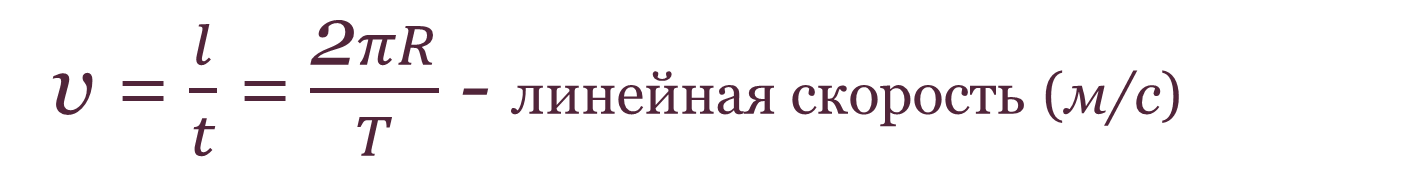 υ = l/t = 2πR/T - линейная скорость (м/с)